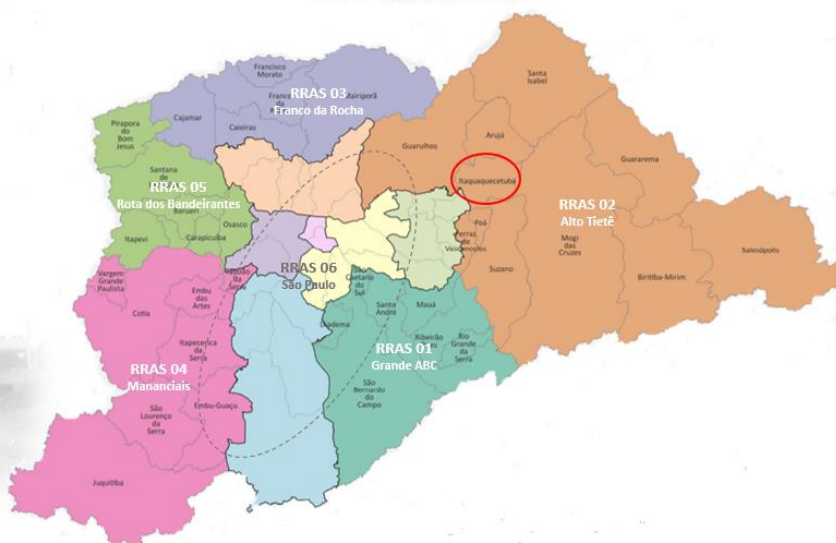 Francisco
Morato
RRAS 03
Franco da Rocha
Mairiporã
Cajamar
Caieiras
Santa
Isabel
Pirapora
do Bom
Jesus
Guarulhos
Arujá
Guararema
Itaquaquecetuba
Santana
de
RRAS 05
Rota dos Bandeirantes
Barueri
Osasco
Itapevi
Carapicuíba
RRAS 02
Alto Tietê
Poá
Ferraz de
Vasconcelos
Mogi
das
Cruzes
Suzano
Salesópolis
Biritiba-Mirim
Vargem
Grande
Paulista
Cotia
Embu
das
Artes
Taboão da
Serra
RRAS 06
São Paulo
São
Caetano
do Sul
Santo
André
Mauá
Diadema
Ribeirão
Rio
Grande
da Serra
RRAS 01
Grande ABC
Itapecerica
da
Serra
RRAS 04
Mananciais
Embu-Guaçu
São
Lourenço
da
Serra
São
Bernardo
do
Campo
Juquitiba